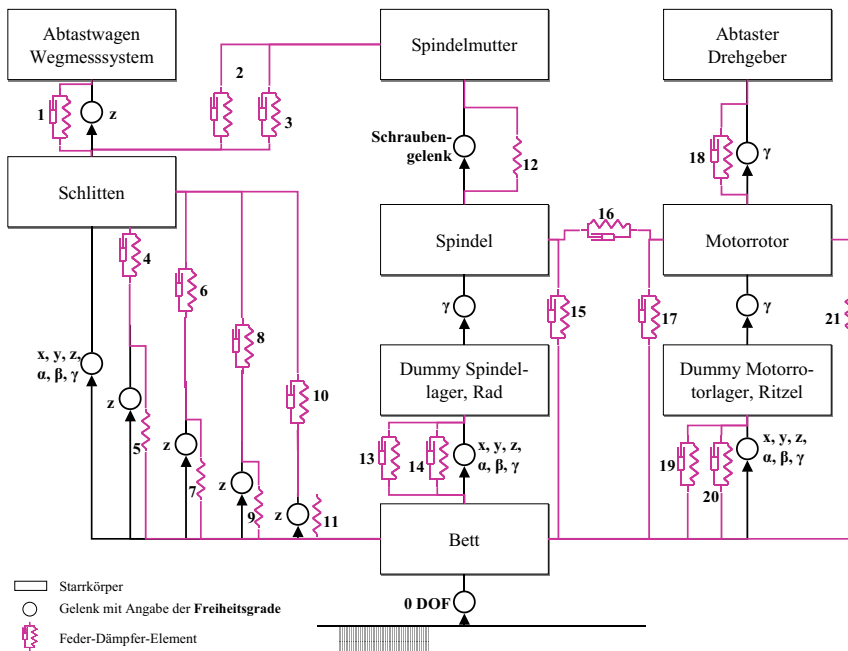 Abtastwagen
Wegmesssystem
Spindelmutter
Abtaster
Drehgeber
2
1
z
3
Schrauben-
gelenk
12
18
γ
Schlitten
Spindel
16
Motorrotor
4
6
8
10
γ
15
17
γ
21
x, y, z,
α, β, γ
z
5
z
7
z
9
z
11
Dummy Spindel-
lager, Rad
Dummy Motorro-
torlager, Ritzel
13
14
x, y, z,
α, β, γ
19
20
x, y, z,
α, β, γ
Bett
0 DOF
Starrkörper
Gelenk mit Angabe der Freiheitsgrade
Feder-Dämpfer-Element